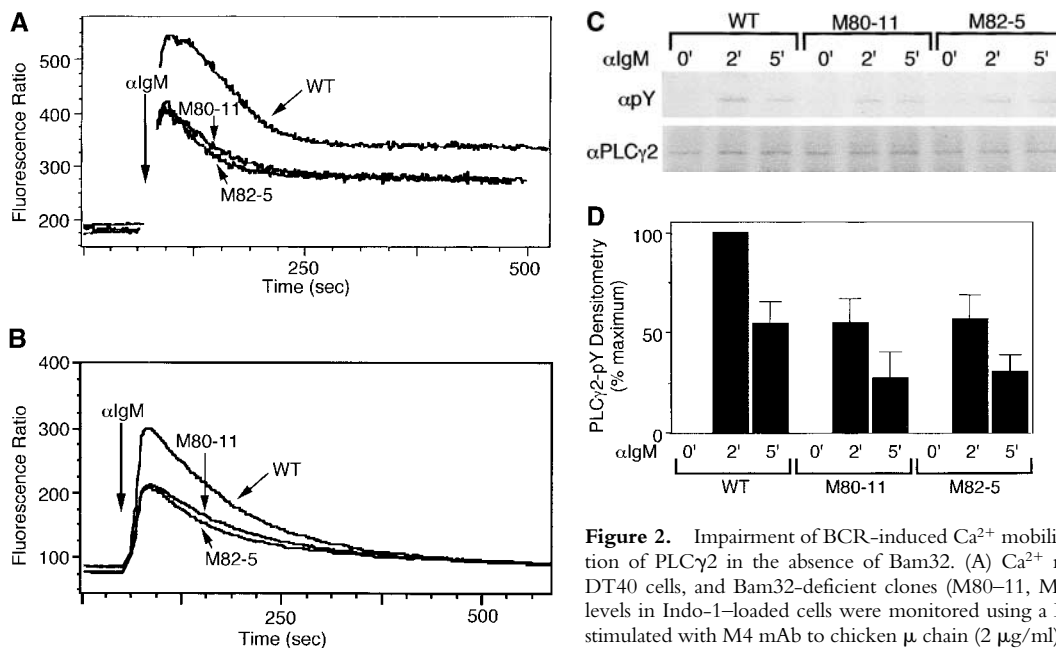 A
Fluorescence Ratio
500
400
300
200
αIgM
M80-11
WT
M82-5
250
500
Time (sec)
B
Fluorescence Ratio
400
300
200
100
αIgM
M80-11
WT
M82-5
250
500
Time (sec)
C
WT M80-11 M82-5
αIgM 0' 2' 5' 0' 2' 5' 0' 2' 5'
αpY
αPLCγ2
D
PLCγ2-pY Densitometry
(% maximum)
100
50
0
αIgM 0' 2' 5' 0' 2' 5' 0' 2' 5'
WT M80-11 M82-5
Figure 2. Impairment of BCR-induced Ca²⁺ mobili
tion of PLCγ2 in the absence of Bam32. (A) Ca²⁺
DT40 cells, and Bam32-deficient clones (M80–11,
levels in Indo-1–loaded cells were monitored using a
stimulated with M4 mAb to chicken μ chain (2 μg/ml)